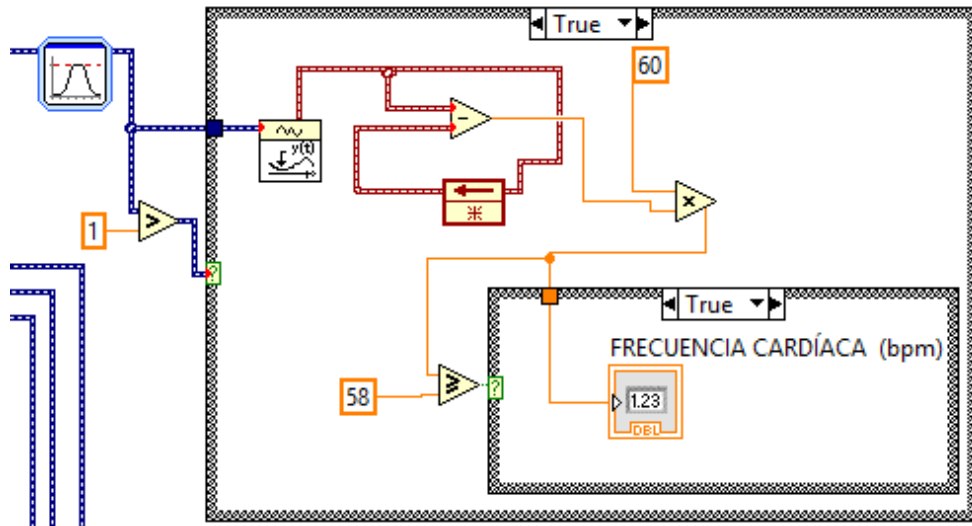 True
60
-
y(t)
1
>
×
?
True
FRECUENCIA CARDÍACA (bpm)
58
≥
?
1.23
DBL